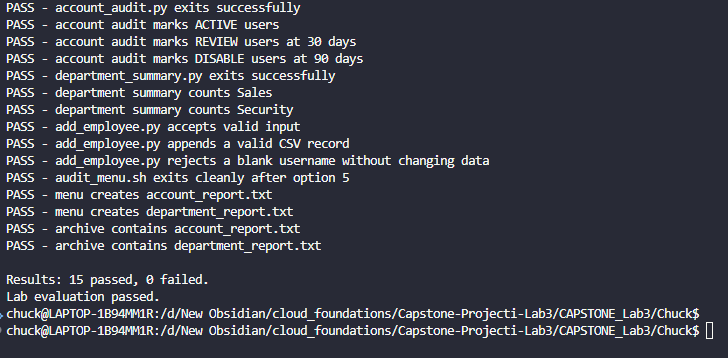 PASS - account_audit.py exits successfully
PASS - account audit marks ACTIVE users
PASS - account audit marks REVIEW users at 30 days
PASS - account audit marks DISABLE users at 90 days
PASS - department_summary.py exits successfully
PASS - department summary counts Sales
PASS - department summary counts Security
PASS - add_employee.py accepts valid input
PASS - add_employee.py appends a valid CSV record
PASS - add_employee.py rejects a blank username without changing data
PASS - audit_menu.sh exits cleanly after option 5
PASS - menu creates account_report.txt
PASS - menu creates department_report.txt
PASS - archive contains account_report.txt
PASS - archive contains department_report.txt
Results: 15 passed, 0 failed.
Lab evaluation passed.
chuck@LAPTOP-1B94MM1R:/d/New Obsidian/cloud_foundations/Capstone-Projecti-Lab3/CAPSTONE_Lab3/Chuck$
chuck@LAPTOP-1B94MM1R:/d/New Obsidian/cloud_foundations/Capstone-Projecti-Lab3/CAPSTONE_Lab3/Chuck$